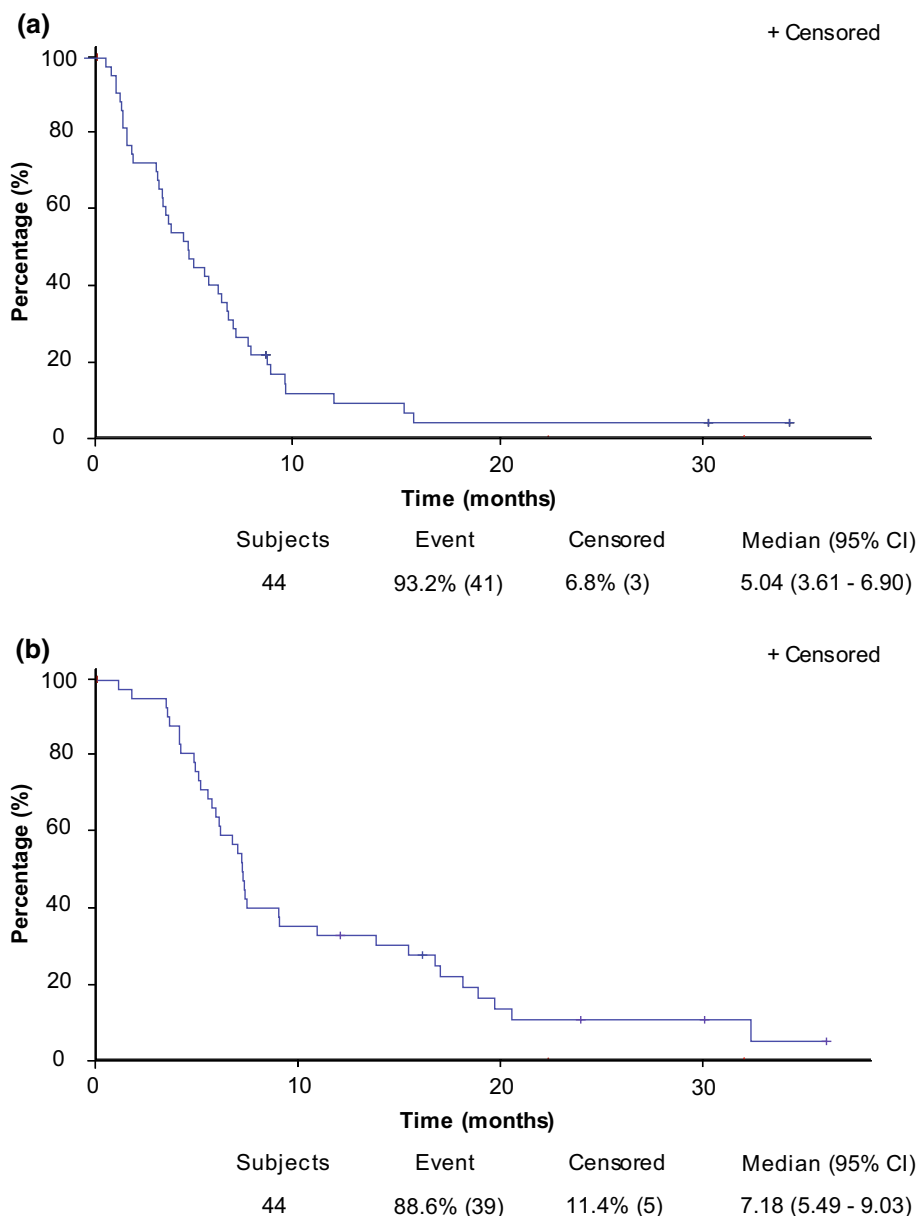 (a)
+ Censored
100
80
60
40
20
0
Percentage (%)
0 10 20 30
Time (months)
Subjects Event Censored Median (95% CI)
44 93.2% (41) 6.8% (3) 5.04 (3.61 - 6.90)
(b)
+ Censored
100
80
60
40
20
0
Percentage (%)
0 10 20 30
Time (months)
Subjects Event Censored Median (95% CI)
44 88.6% (39) 11.4% (5) 7.18 (5.49 - 9.03)